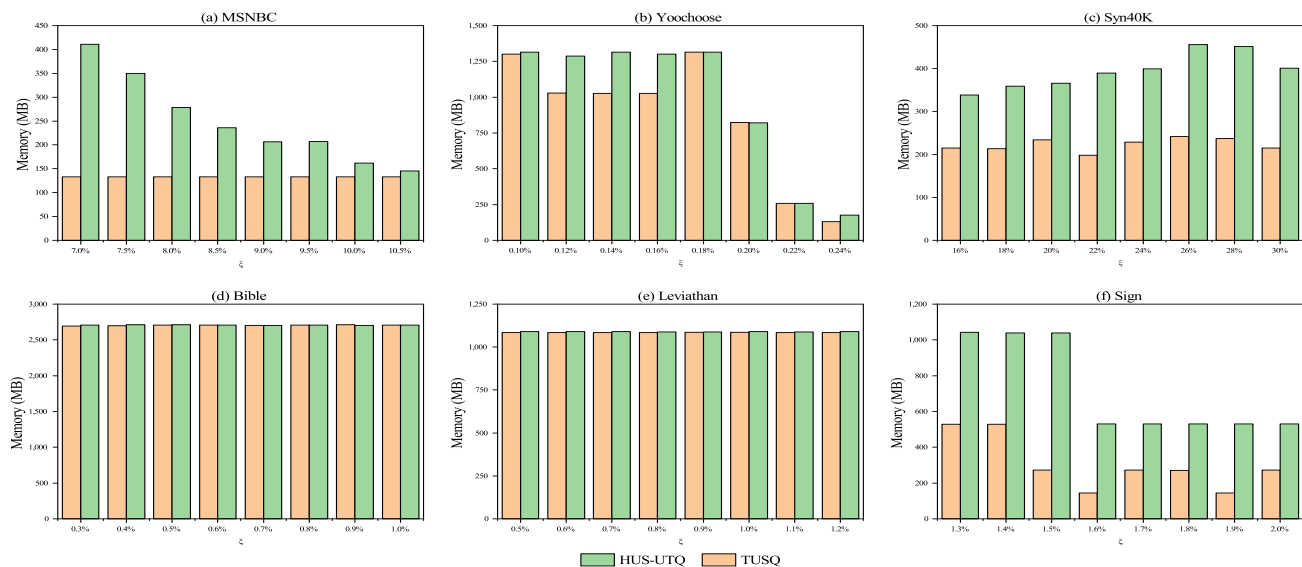 (a) MSNBC
Memory (MB)
450
400
350
300
250
200
150
100
50
0
7.0% 7.5% 8.0% 8.5% 9.0% 9.5% 10.0% 10.5%
ξ
(b) Yoochoose
Memory (MB)
1,500
1,250
1,000
750
500
250
0
0.10% 0.12% 0.14% 0.16% 0.18% 0.20% 0.22% 0.24%
ξ
(c) Syn40K
Memory (MB)
500
400
300
200
100
0
16% 18% 20% 22% 24% 26% 28% 30%
ξ
(d) Bible
Memory (MB)
3,000
2,500
2,000
1,500
1,000
500
0
0.3% 0.4% 0.5% 0.6% 0.7% 0.8% 0.9% 1.0%
ξ
(e) Leviathan
Memory (MB)
1,250
1,000
750
500
250
0
0.5% 0.6% 0.7% 0.8% 0.9% 1.0% 1.1% 1.2%
ξ
(f) Sign
Memory (MB)
1,200
1,000
800
600
400
200
0
1.3% 1.4% 1.5% 1.6% 1.7% 1.8% 1.9% 2.0%
ξ
HUS-UTQ TUSQ